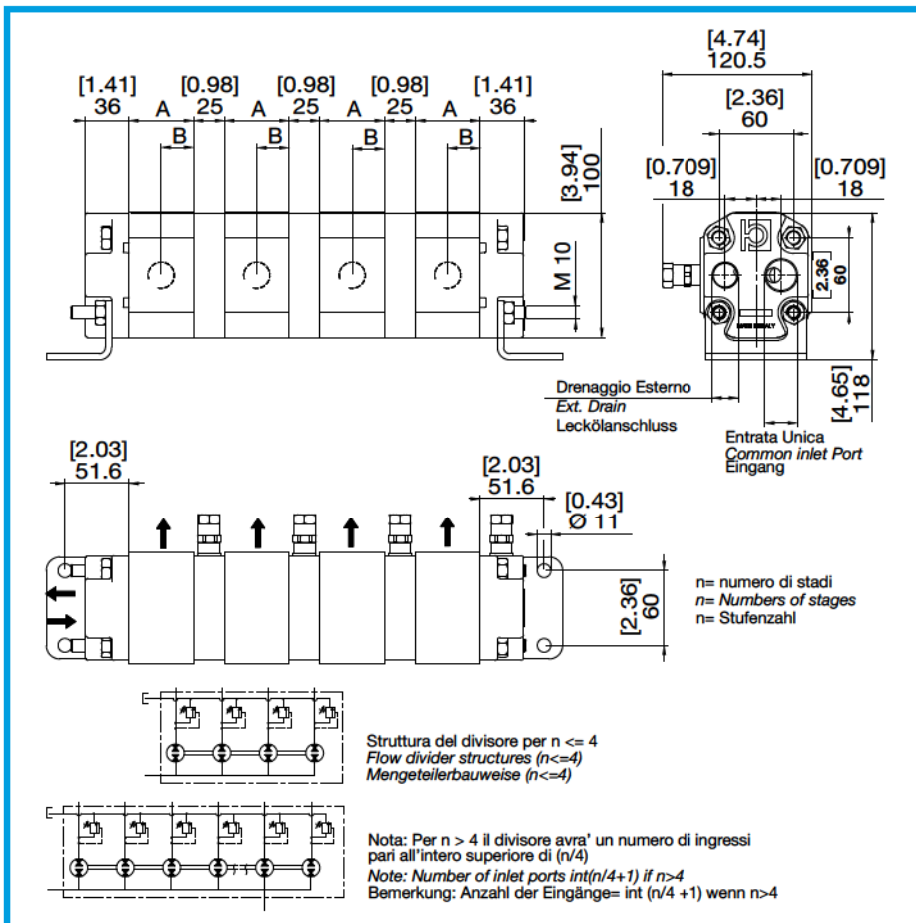 [1.41] [0.98] [0.98] [0.98] [1.41]
36 A 25 A 25 A 25 A 36
B B B B
[3.94]
100
M 10
[4.74]
120.5
[2.36]
60
[0.709] [0.709]
18 18
2.36
60
[4.65]
118
Drenaggio Esterno
Ext. Drain
Leckölanschluss
Entrata Unica
Common inlet Port
Eingang
[2.03]
51.6
[2.03]
51.6
[0.43]
Ø 11
[2.36]
60
n= numero di stadi
n= Numbers of stages
n= Stufenzahl
Struttura del divisore per n <= 4
Flow divider structures (n<=4)
Mengeteilerbauweise (n<=4)
Nota: Per n > 4 il divisore avra' un numero di ingressi
pari all'intero superiore di (n/4)
Note: Number of inlet ports int(n/4+1) if n>4
Bemerkung: Anzahl der Eingänge= int (n/4 +1) wenn n>4